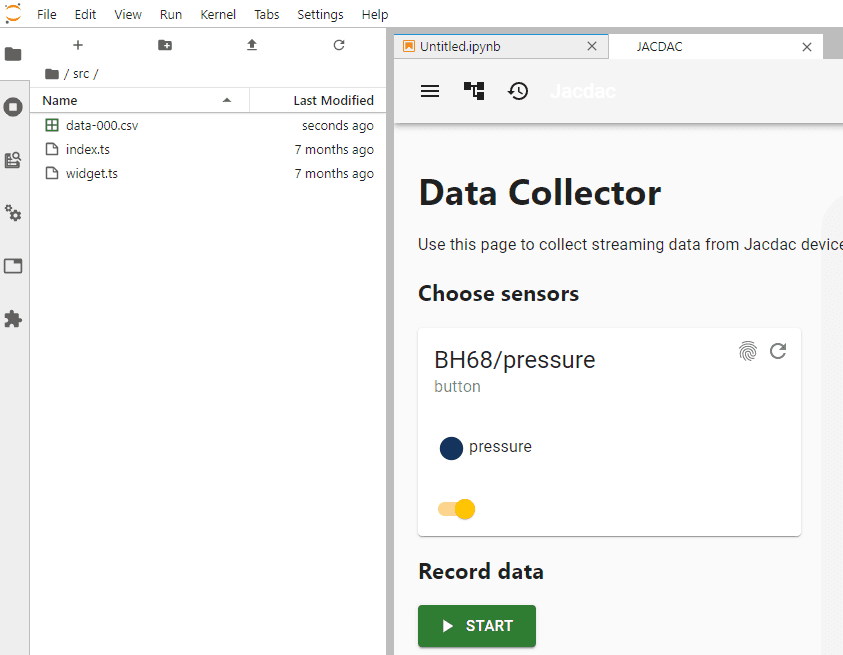 File Edit View Run Kernel Tabs Settings Help
/ src /
Name Last Modified
data-000.csv seconds ago
index.ts 7 months ago
widget.ts 7 months ago
Untitled.ipynb JACDAC
Jacdac
Data Collector
Use this page to collect streaming data from Jacdac device
Choose sensors
BH68/pressure
button
pressure
Record data
START